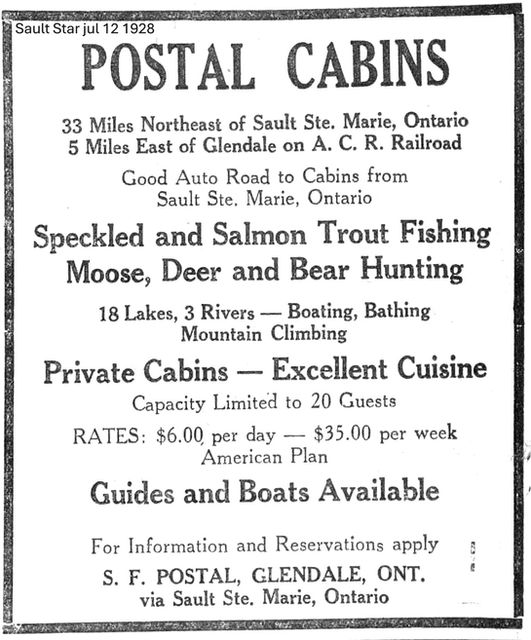 Sault Star jul 12 1928
POSTAL CABINS
33 Miles Northeast of Sault Ste. Marie, Ontario
5 Miles East of Glendale on A. C. R. Railroad
Good Auto Road to Cabins from
Sault Ste. Marie, Ontario
Speckled and Salmon Trout Fishing
Moose, Deer and Bear Hunting
18 Lakes, 3 Rivers — Boating, Bathing
Mountain Climbing
Private Cabins — Excellent Cuisine
Capacity Limited to 20 Guests
RATES: $6.00 per day — $35.00 per week
American Plan
Guides and Boats Available
For Information and Reservations apply
S. F. POSTAL, GLENDALE, ONT.
via Sault Ste. Marie, Ontario